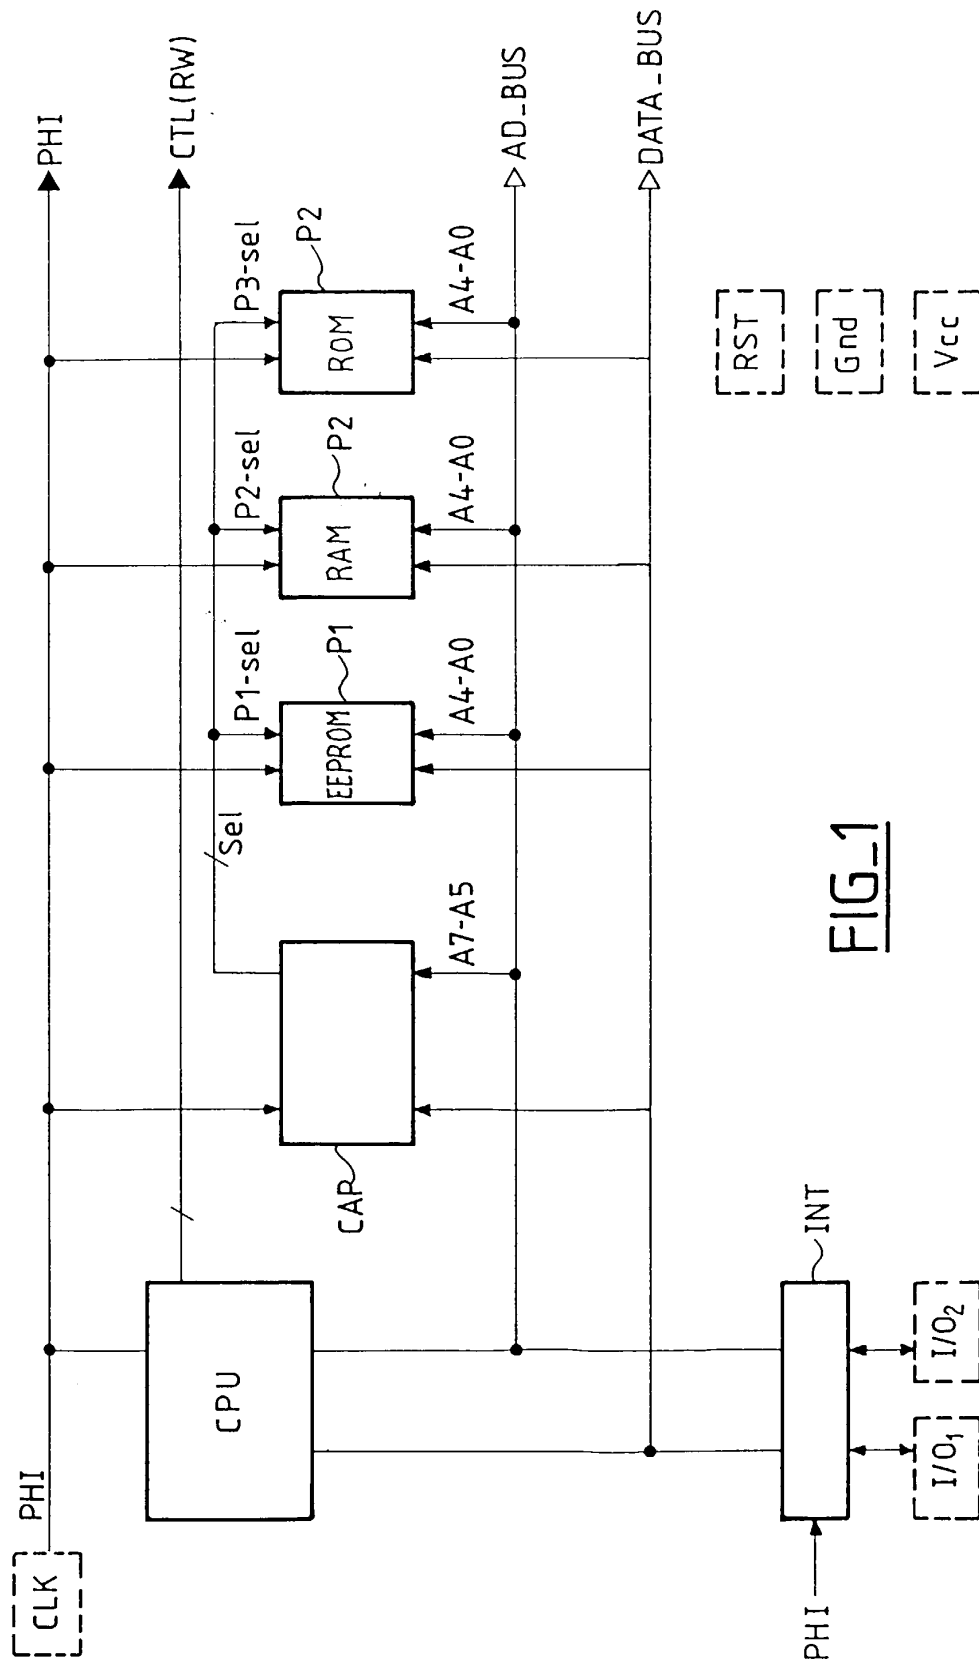 CLK
PHI
PHI
CTL(RW)
CPU
CAP
Sel
P1-sel
P2-sel
P3-sel
EEPROM
P1
RAM
P2
ROM
P2
A7-A5
A4-A0
A4-A0
A4-A0
AD_BUS
DATA_BUS
PHI
INT
I/O1
I/O2
RST
Gnd
Vcc
FIG_1